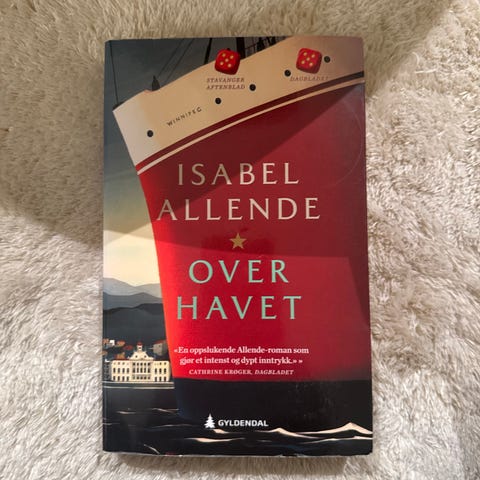 STAVANGER
AFTENBLAD
DAGBLADET
WINNIPEG
ISABEL
ALLENDE
OVER
HAVET
«En oppslukende Allende-roman som
gjør et intenst og dypt inntrykk.» »
CATHRINE KRØGER, DAGBLADET
GYLDENDAL